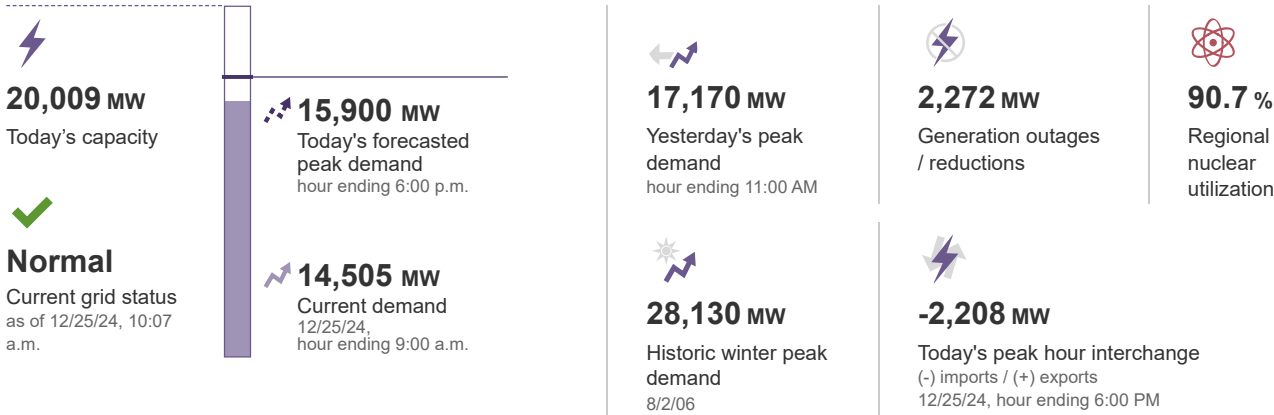 20,009 MW
Today's capacity
Normal
Current grid status
as of 12/25/24, 10:07
a.m.
15,900 MW
Today's forecasted
peak demand
hour ending 6:00 p.m.
14,505 MW
Current demand
12/25/24,
hour ending 9:00 a.m.
17,170 MW
Yesterday's peak
demand
hour ending 11:00 AM
2,272 MW
Generation outages
/ reductions
90.7 %
Regional
nuclear
utilization
28,130 MW
Historic winter peak
demand
8/2/06
-2,208 MW
Today's peak hour interchange
(-) imports / (+) exports
12/25/24, hour ending 6:00 PM